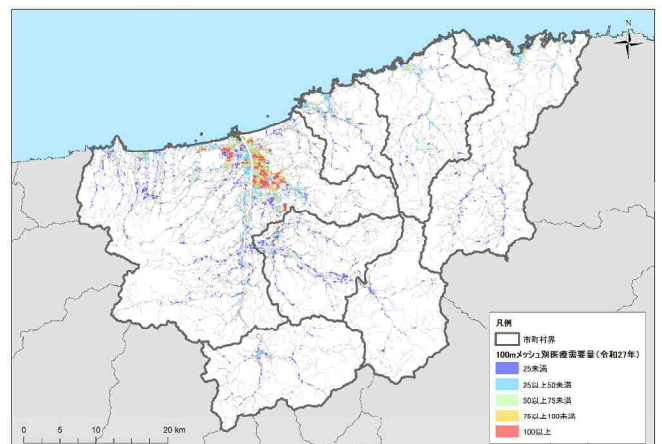 N
凡例
市町村界
100mメッシュ別医療需要量(令和27年)
25未満
25以上50未満
50以上75未満
75以上100未満
100以上
0 5 10 20 km